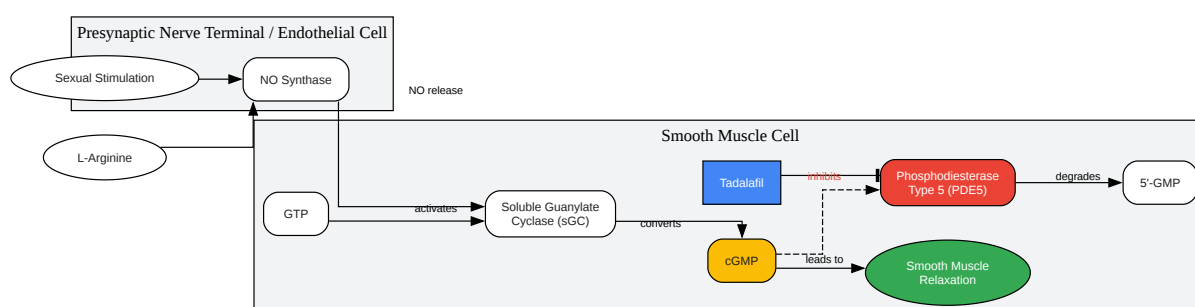 Presynaptic Nerve Terminal / Endothelial Cell
Sexual Stimulation
NO Synthase
NO release
L-Arginine
Smooth Muscle Cell
Tadalafil
inhibits
Phosphodiesterase
Type 5 (PDE5)
degrades
5'-GMP
GTP
activates
Soluble Guanylate
Cyclase (sGC)
converts
cGMP
leads to
Smooth Muscle
Relaxation